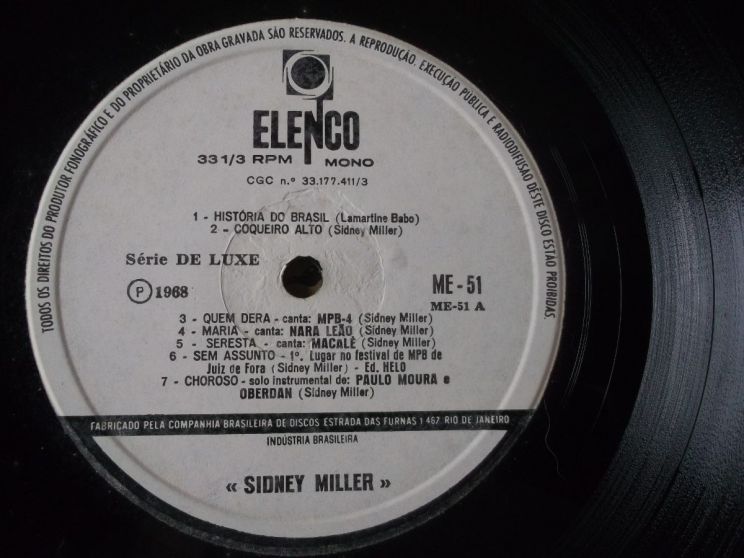 TODOS OS DIREITOS DO PRODUTOR FONOGRÁFICO E DO PROPRIETÁRIO DA OBRA GRAVADA SÃO RESERVADOS. A REPRODUÇÃO, EXECUÇÃO PÚBLICA E RADIODIFUSÃO DÊSTE DISCO ESTÃO PROIBIDAS.
ELENCO
33 1/3 RPM MONO
CGC n.º 33.177.411/3
1 - HISTÓRIA DO BRASIL (Lamartine Babo)
2 - COQUEIRO ALTO (Sidney Miller)
Série DE LUXE
ME - 51
P 1968
ME-51 A
3 - QUEM DERA - canta: MPB-4 (Sidney Miller)
4 - MARIA - canta: NARA LEÃO (Sidney Miller)
5 - SERESTA - canta: MACALÉ (Sidney Miller)
6 - SEM ASSUNTO - 1º. Lugar no festival de MPB de
Juiz de Fora (Sidney Miller) - Ed. HELO
7 - CHOROSO - solo instrumental de: PAULO MOURA e
OBERDAN (Sidney Miller)
FABRICADO PELA COMPANHIA BRASILEIRA DE DISCOS ESTRADA DAS FURNAS 1 467 RIO DE JANEIRO
INDÚSTRIA BRASILEIRA
« SIDNEY MILLER »